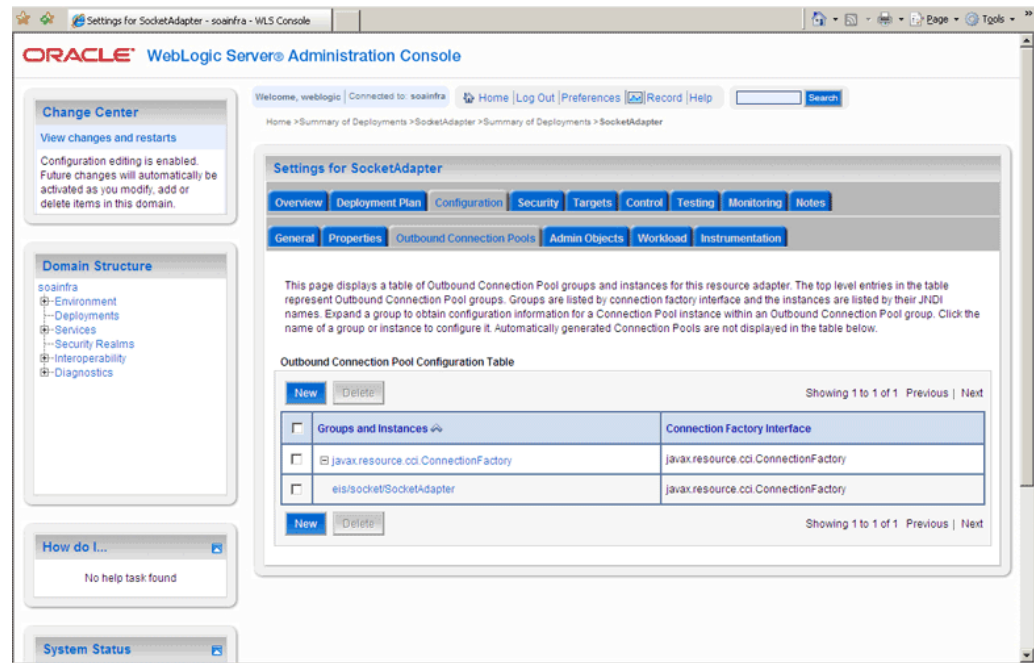 Settings for SocketAdapter - soainfra - WLS Console
Page
Tools
»
ORACLE® WebLogic Server® Administration Console
Change Center
View changes and restarts
Configuration editing is enabled.
Future changes will automatically be
activated as you modify, add or
delete items in this domain.
Domain Structure
soainfra
Environment
Deployments
Services
Security Realms
Interoperability
Diagnostics
How do I...
No help task found
System Status
Welcome, weblogic | Connected to: soainfra
Home | Log Out | Preferences | Record | Help
Search
Home >Summary of Deployments >SocketAdapter >Summary of Deployments >SocketAdapter
Settings for SocketAdapter
Overview Deployment Plan Configuration Security Targets Control Testing Monitoring Notes
General Properties Outbound Connection Pools Admin Objects Workload Instrumentation
This page displays a table of Outbound Connection Pool groups and instances for this resource adapter. The top level entries in the table
represent Outbound Connection Pool groups. Groups are listed by connection factory interface and the instances are listed by their JNDI
names. Expand a group to obtain configuration information for a Connection Pool instance within an Outbound Connection Pool group. Click the
name of a group or instance to configure it. Automatically generated Connection Pools are not displayed in the table below.
Outbound Connection Pool Configuration Table
New Delete Showing 1 to 1 of 1 Previous | Next
Groups and Instances Connection Factory Interface
javax.resource.cci.ConnectionFactory javax.resource.cci.ConnectionFactory
eis/socket/SocketAdapter javax.resource.cci.ConnectionFactory
New Delete Showing 1 to 1 of 1 Previous | Next